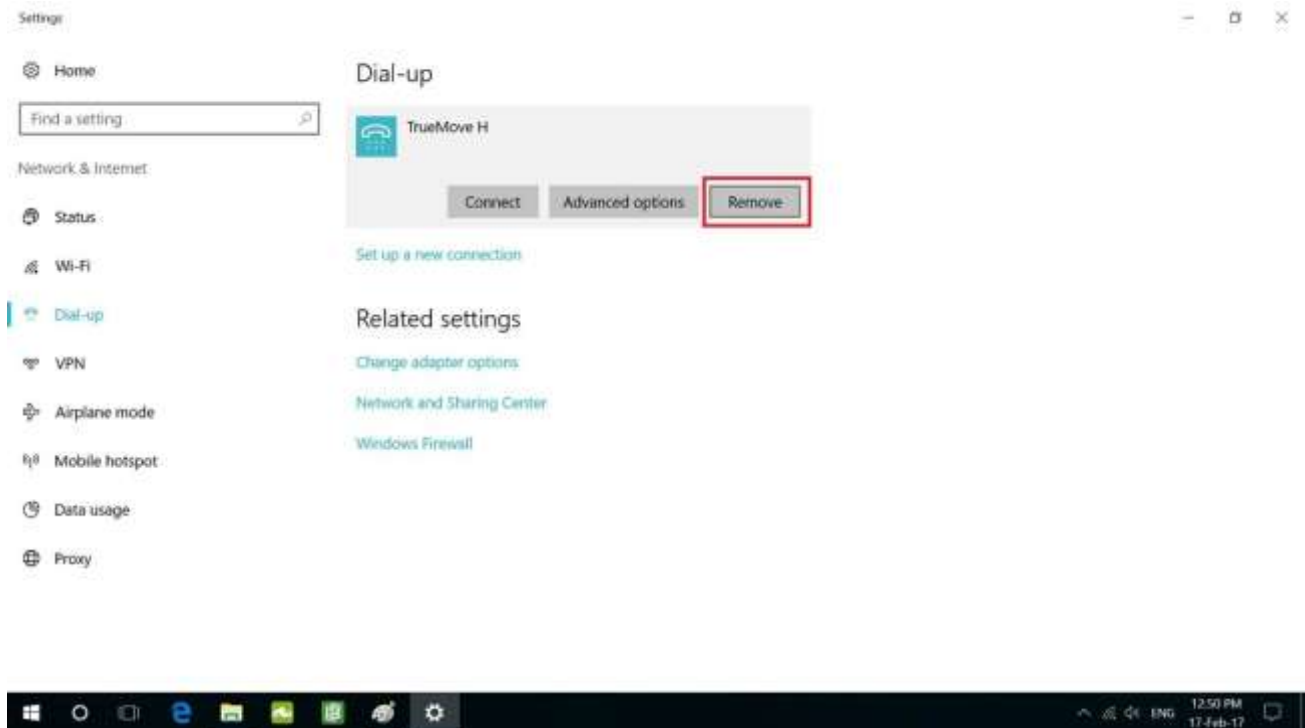 Settings
Home
Find a setting
Network & Internet
Status
Wi-Fi
Dial-up
VPN
Airplane mode
Mobile hotspot
Data usage
Proxy
Dial-up
TrueMove H
Connect Advanced options Remove
Set up a new connection
Related settings
Change adapter options
Network and Sharing Center
Windows Firewall
ENG
12:50 PM
17-Feb-17